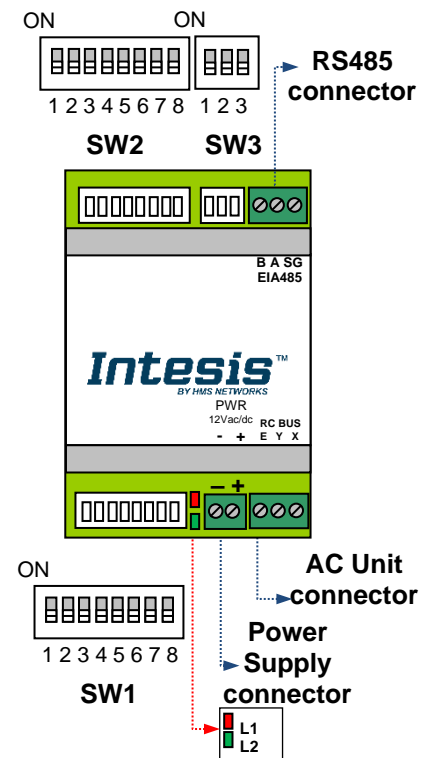 ON
ON
1 2 3 4 5 6 7 8
1 2 3
SW2
SW3
RS485
connector
B A SG
EIA485
Intesis™
BY HMS NETWORKS
PWR
12Vac/dc
- +
RC BUS
E Y X
– +
ON
1 2 3 4 5 6 7 8
SW1
AC Unit
connector
Power
Supply
connector
L1
L2